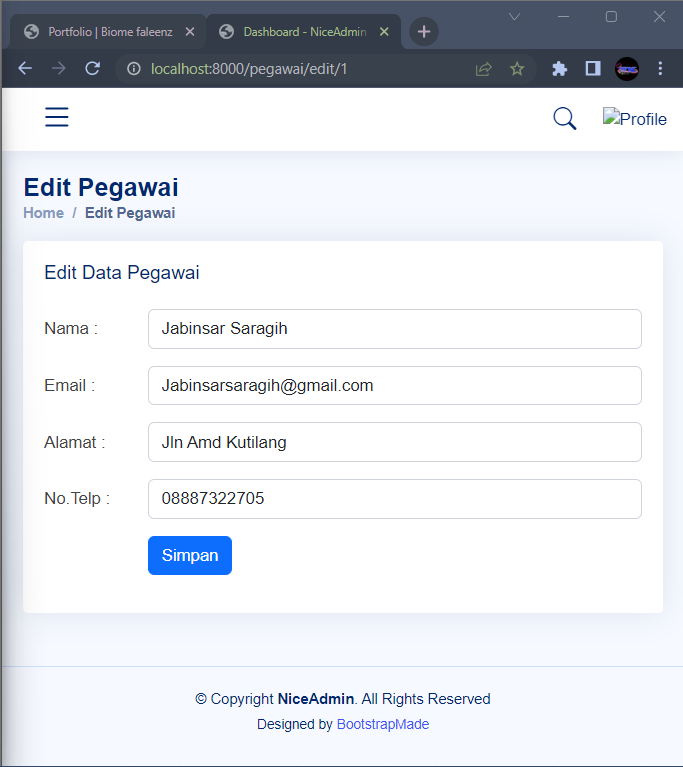 Portfolio | Biome faleenz
Dashboard - NiceAdmin
localhost:8000/pegawai/edit/1
Profile
Edit Pegawai
Home / Edit Pegawai
Edit Data Pegawai
Nama : Jabinsar Saragih
Email : Jabinsarsaragih@gmail.com
Alamat : Jln Amd Kutilang
No.Telp : 08887322705
Simpan
© Copyright NiceAdmin. All Rights Reserved
Designed by BootstrapMade